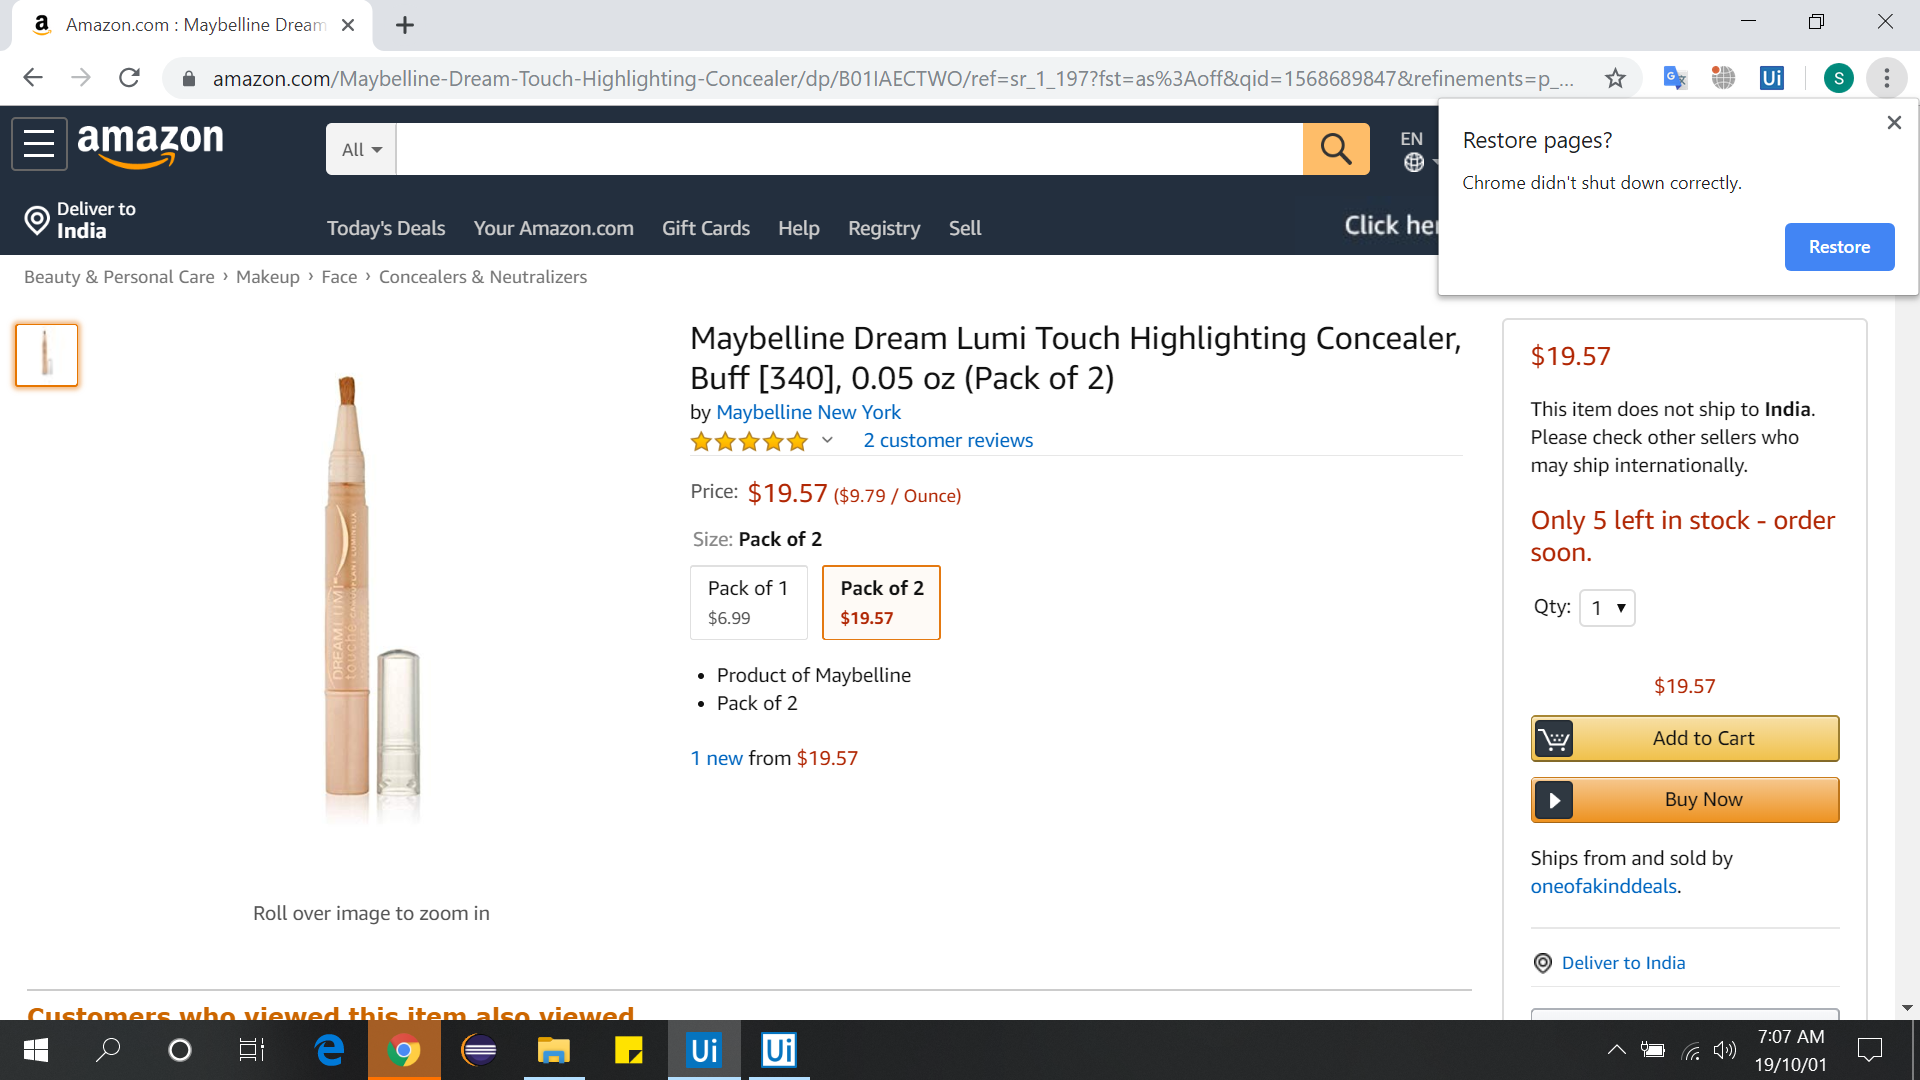 Amazon.com : Maybelline Dream
amazon.com/Maybelline-Dream-Touch-Highlighting-Concealer/dp/B01IAECTWO/ref=sr_1_197?fst=as%3Aoff&qid=1568689847&refinements=p_...
S
Ui
Restore pages?
Chrome didn't shut down correctly.
Restore
amazon
All
EN
Deliver to
India
Today's Deals
Your Amazon.com
Gift Cards
Help
Registry
Sell
Click her
Beauty & Personal Care › Makeup › Face › Concealers & Neutralizers
DREAM LUMI
touche
Roll over image to zoom in
Maybelline Dream Lumi Touch Highlighting Concealer,
Buff [340], 0.05 oz (Pack of 2)
by Maybelline New York
2 customer reviews
Price: $19.57 ($9.79 / Ounce)
Size: Pack of 2
Pack of 1
$6.99
Pack of 2
$19.57
• Product of Maybelline
• Pack of 2
1 new from $19.57
$19.57
This item does not ship to India.
Please check other sellers who
may ship internationally.
Only 5 left in stock - order
soon.
Qty: 1
$19.57
Add to Cart
Buy Now
Ships from and sold by
oneofakinddeals.
Deliver to India
Customers who viewed this item also viewed
Ui
Ui
7:07 AM
19/10/01